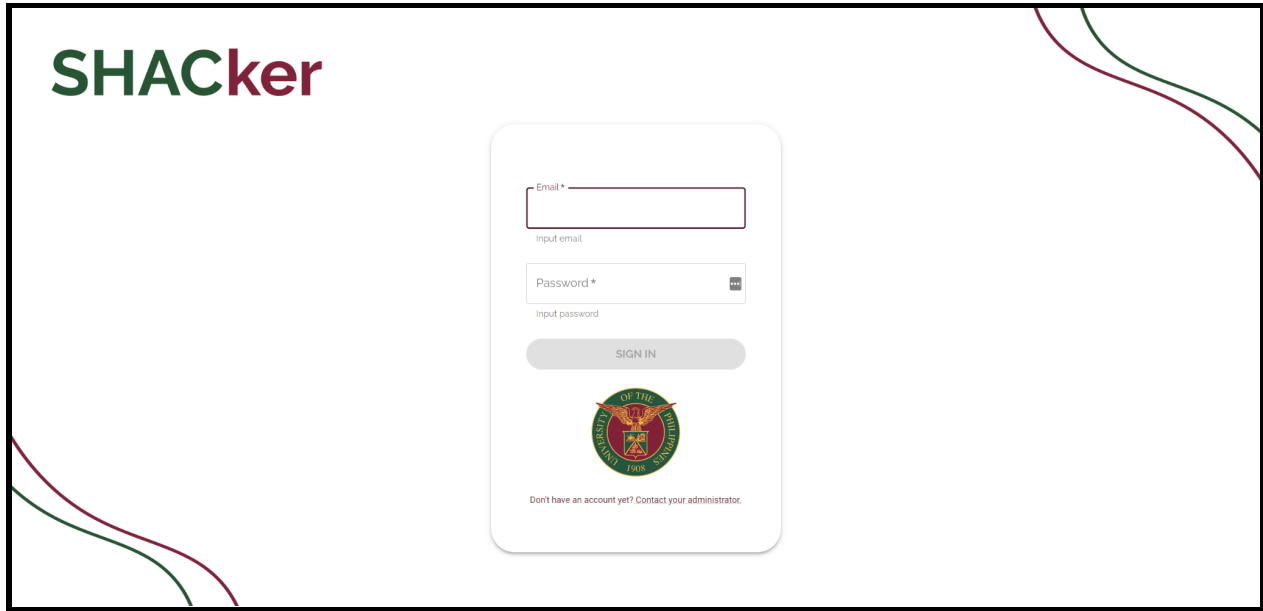 SHACker
Email *
Input email
Password *
Input password
SIGN IN
UNIVERSITY OF THE PHILIPPINES
1908
Don't have an account yet? Contact your administrator.